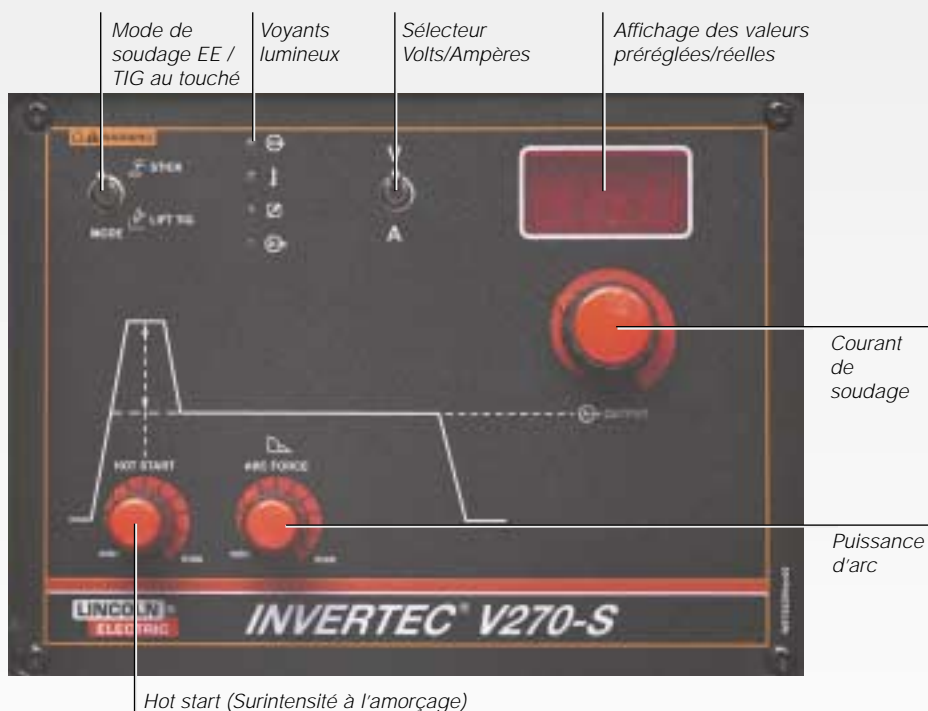 Mode de
soudage EE /
TIG au touché
Voyants
lumineux
Sélecteur
Volts/Ampères
Affichage des valeurs
préréglées/réelles
STICK
LIFT TIG
MODE
V
A
Courant
de
soudage
OUTPUT
HOT START
ARC FORCE
Puissance
d'arc
LINCOLN ®
ELECTRIC
INVERTEC® V270-S
Hot start (Surintensité à l'amorçage)